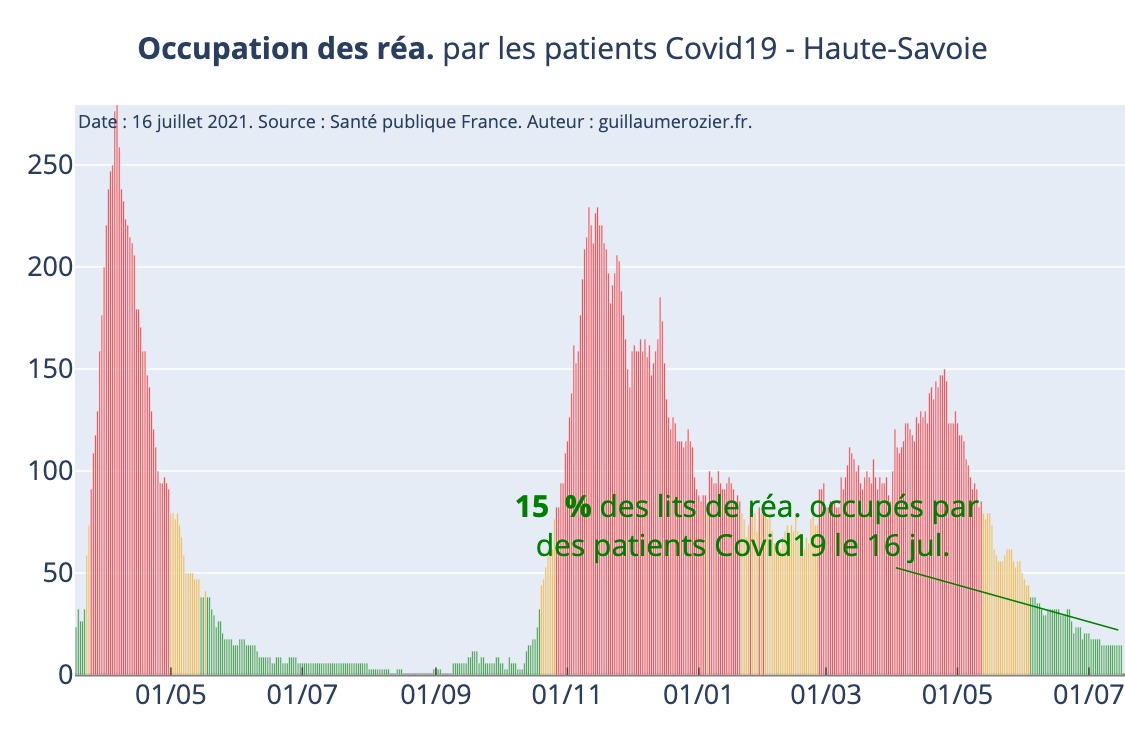 Occupation des réa. par les patients Covid19 - Haute-Savoie
Date : 16 juillet 2021. Source : Santé publique France. Auteur : guillaumerozier.fr.
250
200
150
100
15 % des lits de réa. occupés par
des patients Covid19 le 16 jul.
50
0
01/05 01/07 01/09 01/11 01/01 01/03 01/05 01/07